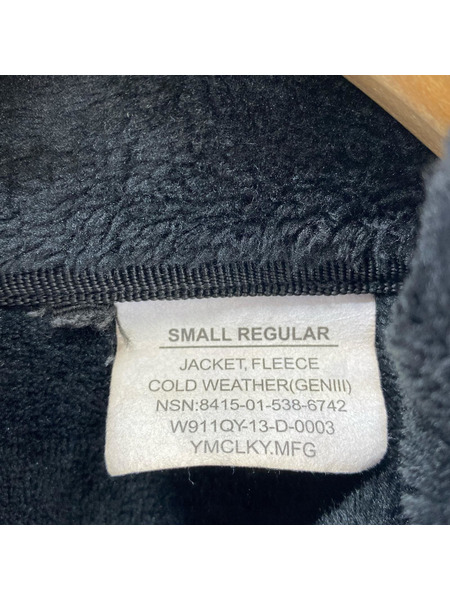 SMALL REGULAR
JACKET, FLEECE
COLD WEATHER(GENIII)
NSN:8415-01-538-6742
W911QY-13-D-0003
YMCLKY.MFG